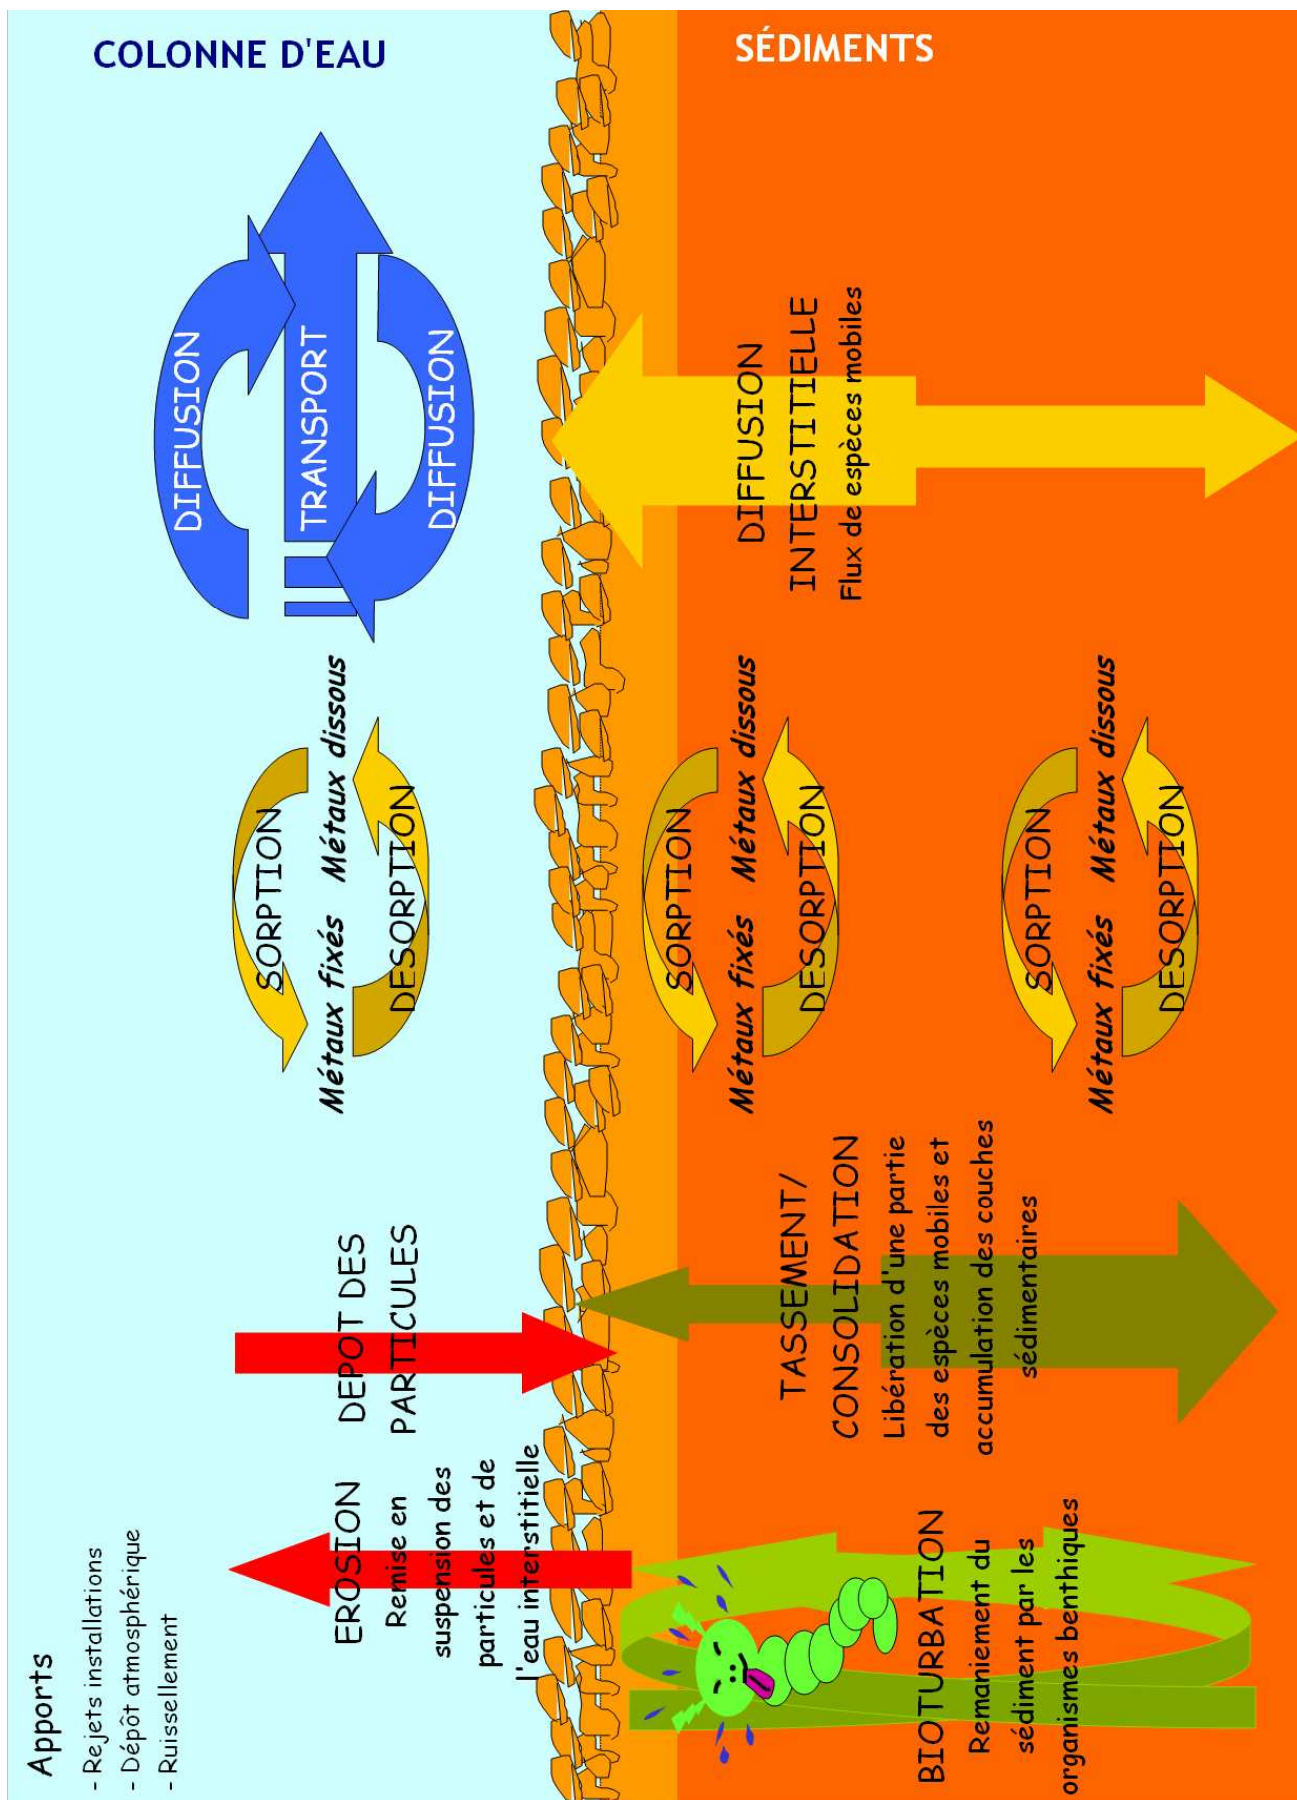 COLONNE D'EAU
SÉDIMENTS
Apports
- Rejets installations
- Dépôt atmosphérique
- Ruissellement
EROSION
Remise en
suspension des
particules et de
l'eau interstitielle
DEPOT DES
PARTICULES
SORPTION
Métaux fixés Métaux dissous
DESORPTION
DIFFUSION
TRANSPORT
DIFFUSION
BIOTURBATION
Remaniement du
sédiment par les
organismes benthiques
TASSEMENT/
CONSOLIDATION
Libération d'une partie
des espèces mobiles et
accumulation des couches
sédimentaires
SORPTION
Métaux fixés Métaux dissous
DESORPTION
SORPTION
Métaux fixés Métaux dissous
DESORPTION
DIFFUSION
INTERSTITIELLE
Flux de espèces mobiles